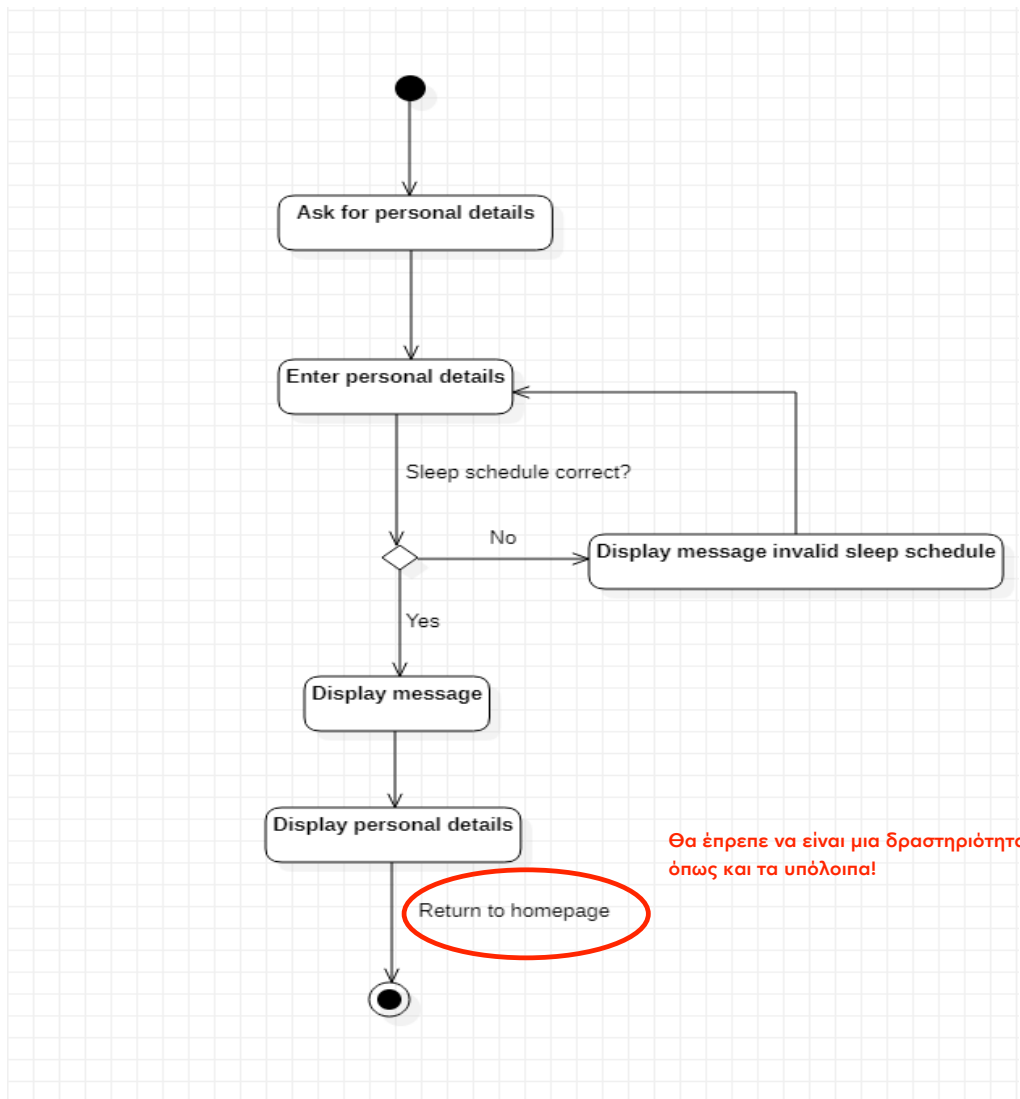 Ask for personal details
Enter personal details
Sleep schedule correct?
No
Display message invalid sleep schedule
Yes
Display message
Display personal details
Θα έπρεπε να είναι μια δραστηριότητα
όπως και τα υπόλοιπα!
Return to homepage